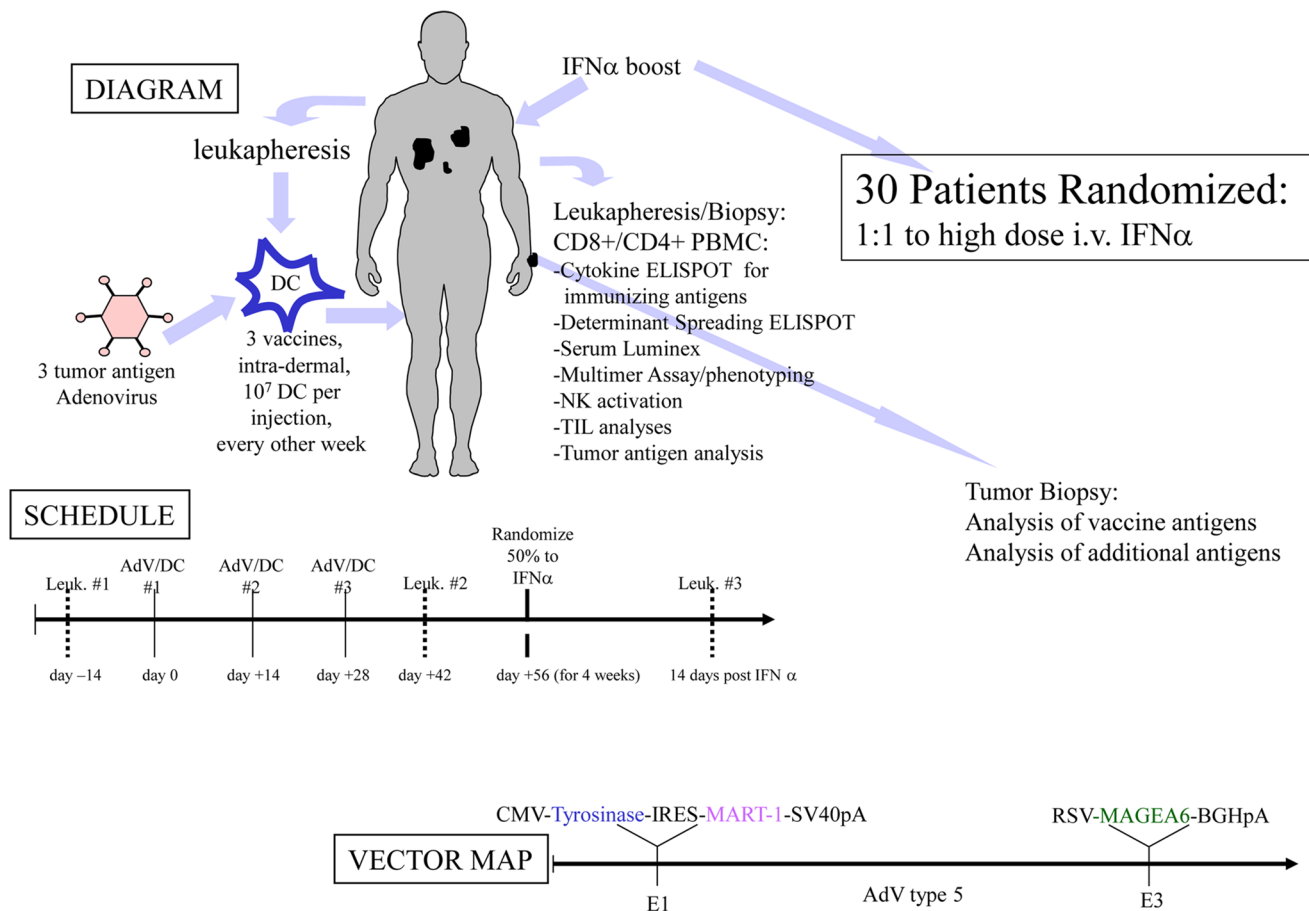 DIAGRAM
IFNα boost
leukapheresis
30 Patients Randomized:
1:1 to high dose i.v. IFNα
DC
3 tumor antigen
Adenovirus
3 vaccines,
intra-dermal,
10⁷ DC per
injection,
every other week
Leukapheresis/Biopsy:
CD8+/CD4+ PBMC:
-Cytokine ELISPOT for
immunizing antigens
-Determinant Spreading ELISPOT
-Serum Luminex
-Multimer Assay/phenotyping
-NK activation
-TIL analyses
-Tumor antigen analysis
Tumor Biopsy:
Analysis of vaccine antigens
Analysis of additional antigens
SCHEDULE
Leuk. #1
AdV/DC
#1
AdV/DC
#2
AdV/DC
#3
Leuk. #2
Randomize
50% to
IFNα
Leuk. #3
day –14
day 0
day +14
day +28
day +42
day +56 (for 4 weeks)
14 days post IFN α
VECTOR MAP
CMV-Tyrosinase-IRES-MART-1-SV40pA
RSV-MAGEA6-BGHpA
E1
AdV type 5
E3